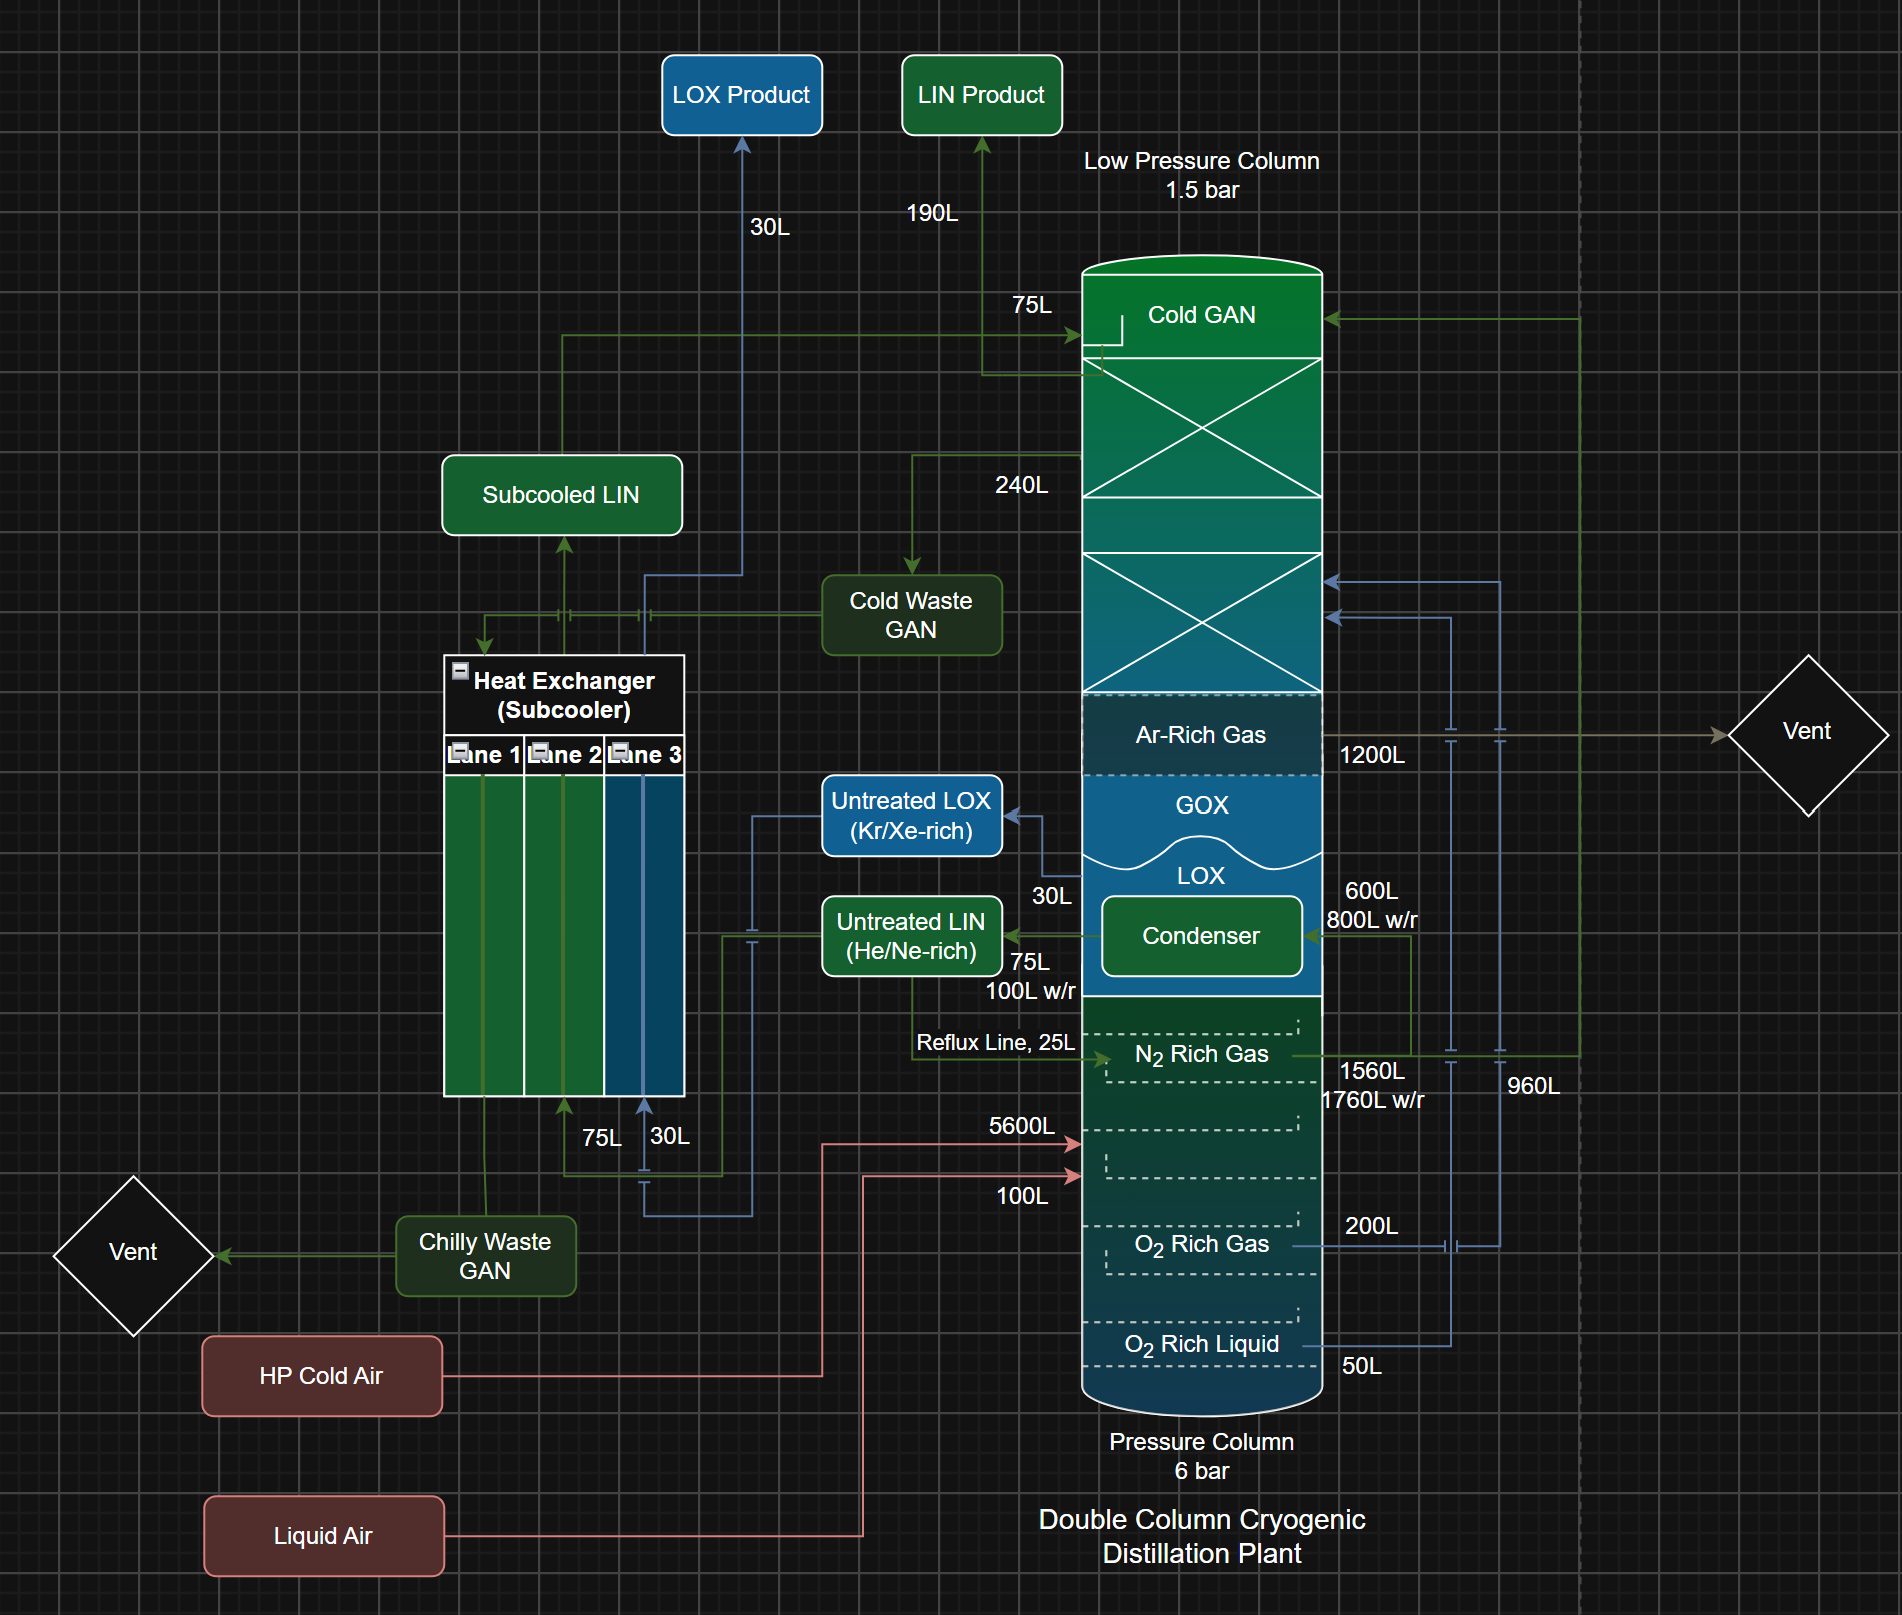 LOX Product
LIN Product
Low Pressure Column
1.5 bar
190L
30L
75L
Cold GAN
Subcooled LIN
240L
Cold Waste
GAN
Heat Exchanger
(Subcooler)
Lane 1
Lane 2
Lane 3
Ar-Rich Gas
1200L
Vent
Untreated LOX
(Kr/Xe-rich)
GOX
LOX
30L
600L
800L w/r
Untreated LIN
(He/Ne-rich)
Condenser
75L
100L w/r
Reflux Line, 25L
N2 Rich Gas
1560L
1760L w/r
960L
75L
30L
5600L
100L
200L
O2 Rich Gas
Vent
Chilly Waste
GAN
O2 Rich Liquid
50L
HP Cold Air
Pressure Column
6 bar
Liquid Air
Double Column Cryogenic
Distillation Plant